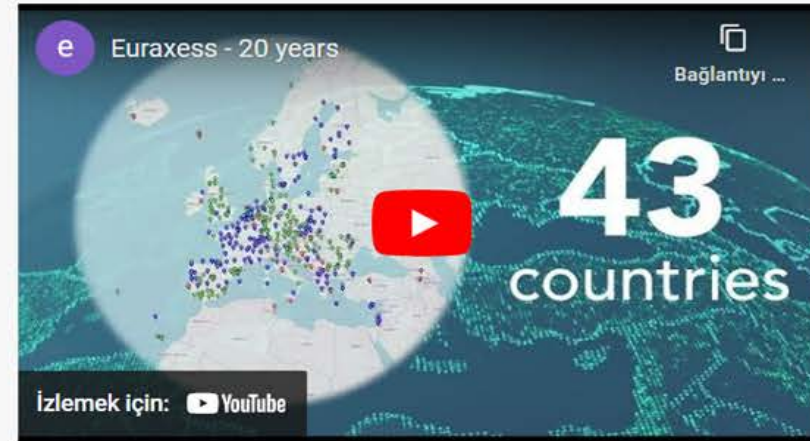 e
Euraxess - 20 years
Bağlantıyı ...
43
countries
İzlemek için: YouTube